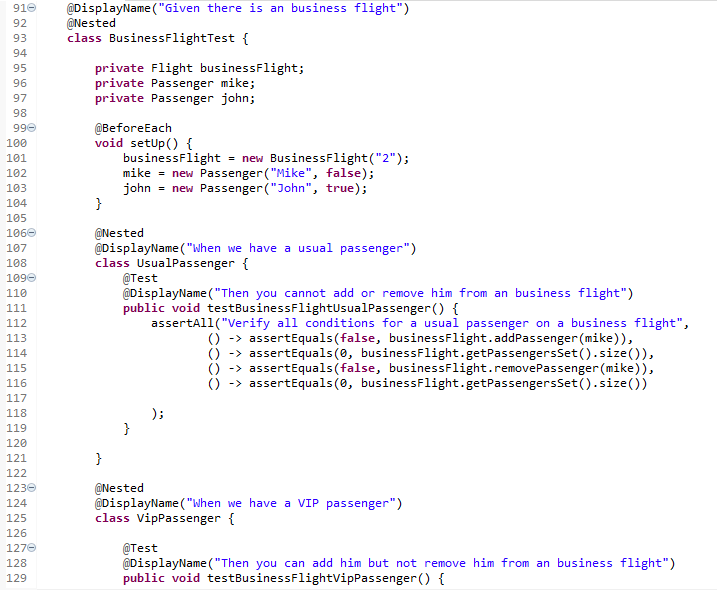 91 @DisplayName("Given there is an business flight")
92 @Nested
93 class BusinessFlightTest {
94
95 private Flight businessFlight;
96 private Passenger mike;
97 private Passenger john;
98
99 @BeforeEach
100 void setUp() {
101 businessFlight = new BusinessFlight("2");
102 mike = new Passenger("Mike", false);
103 john = new Passenger("John", true);
104 }
105
106 @Nested
107 @DisplayName("When we have a usual passenger")
108 class UsualPassenger {
109 @Test
110 @DisplayName("Then you cannot add or remove him from an business flight")
111 public void testBusinessFlightUsualPassenger() {
112 assertAll("Verify all conditions for a usual passenger on a business flight",
113 () -> assertEquals(false, businessFlight.addPassenger(mike)),
114 () -> assertEquals(0, businessFlight.getPassengersSet().size()),
115 () -> assertEquals(false, businessFlight.removePassenger(mike)),
116 () -> assertEquals(0, businessFlight.getPassengersSet().size())
117
118 );
119 }
120
121 }
122
123 @Nested
124 @DisplayName("When we have a VIP passenger")
125 class VipPassenger {
126
127 @Test
128 @DisplayName("Then you can add him but not remove him from an business flight")
129 public void testBusinessFlightVipPassenger() {